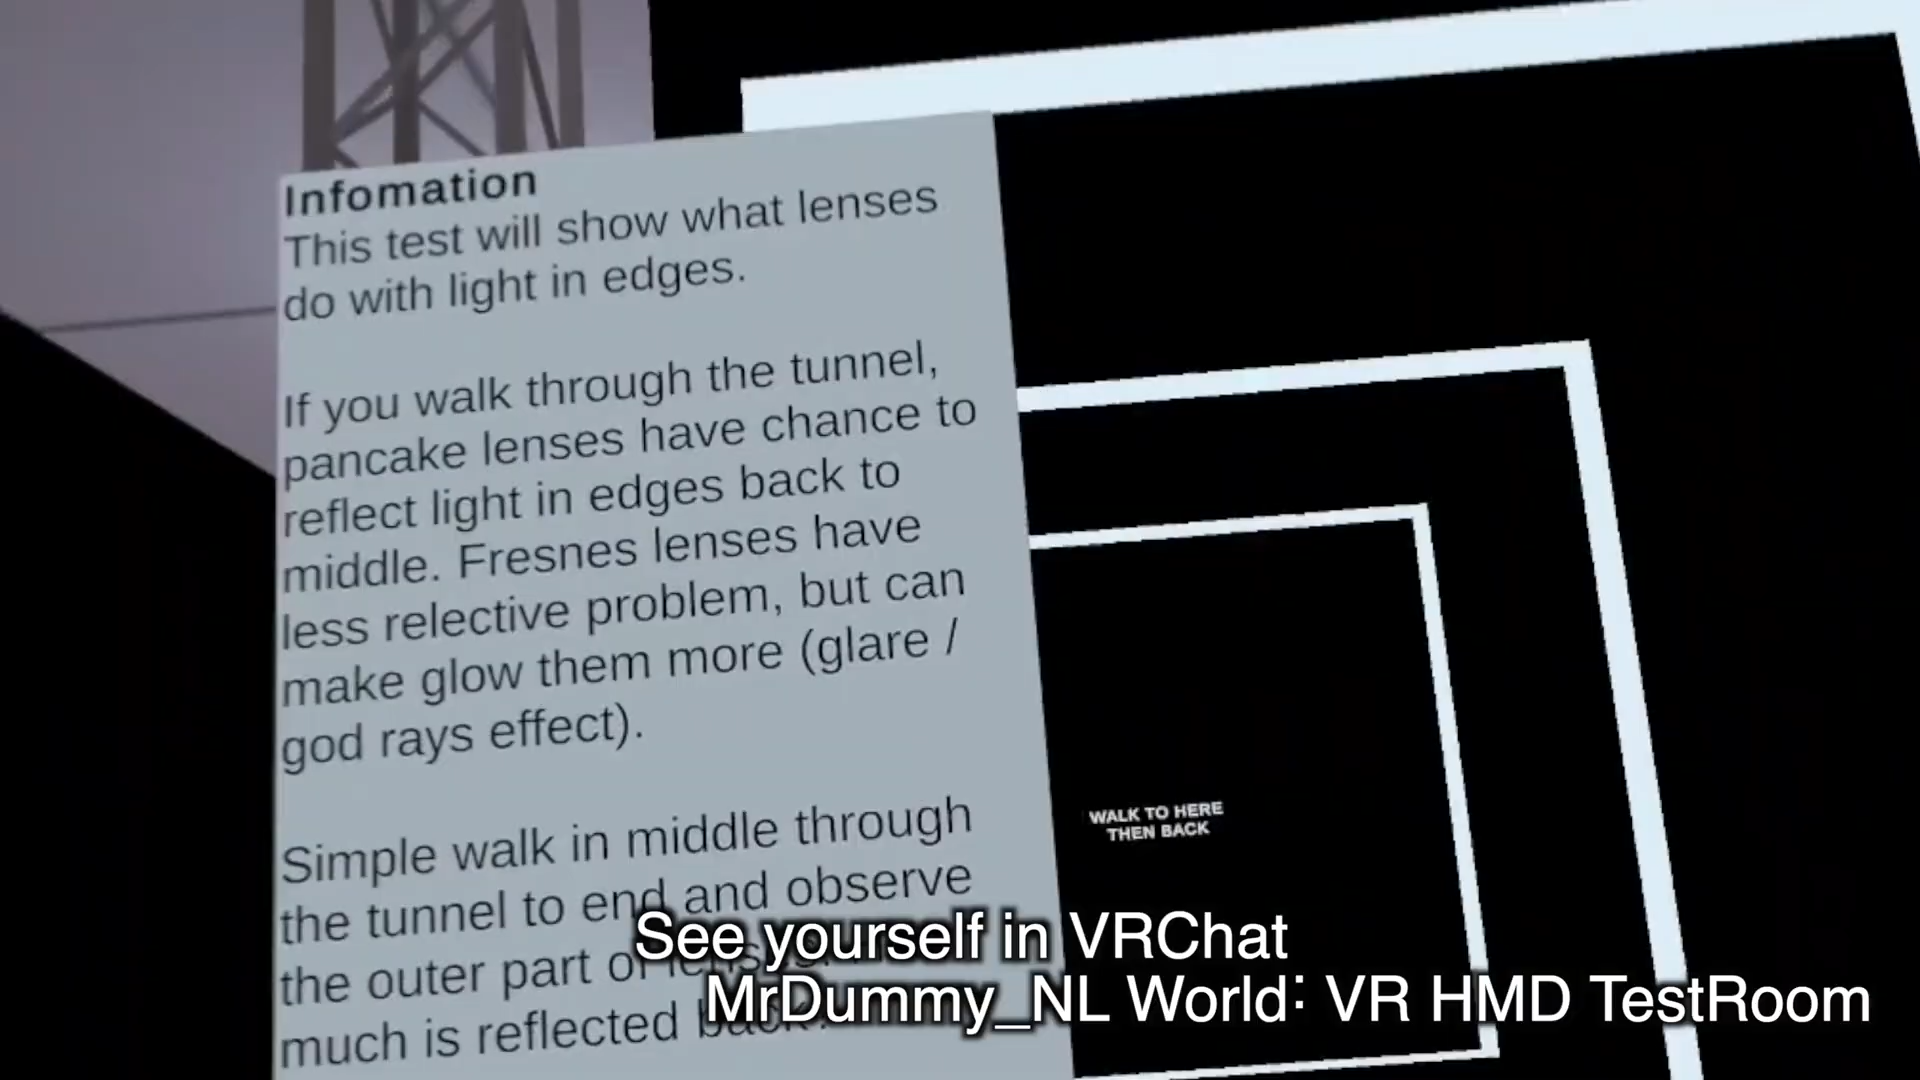 Infomation
This test will show what lenses
do with light in edges.
If you walk through the tunnel,
pancake lenses have chance to
reflect light in edges back to
middle. Fresnes lenses have
less relective problem, but can
make glow them more (glare /
god rays effect).
Simple walk in middle through
the tunnel to end and observe
the outer part of lenses.
much is reflected back.
WALK TO HERE
THEN BACK
See yourself in VRChat
MrDummy_NL World: VR HMD TestRoom